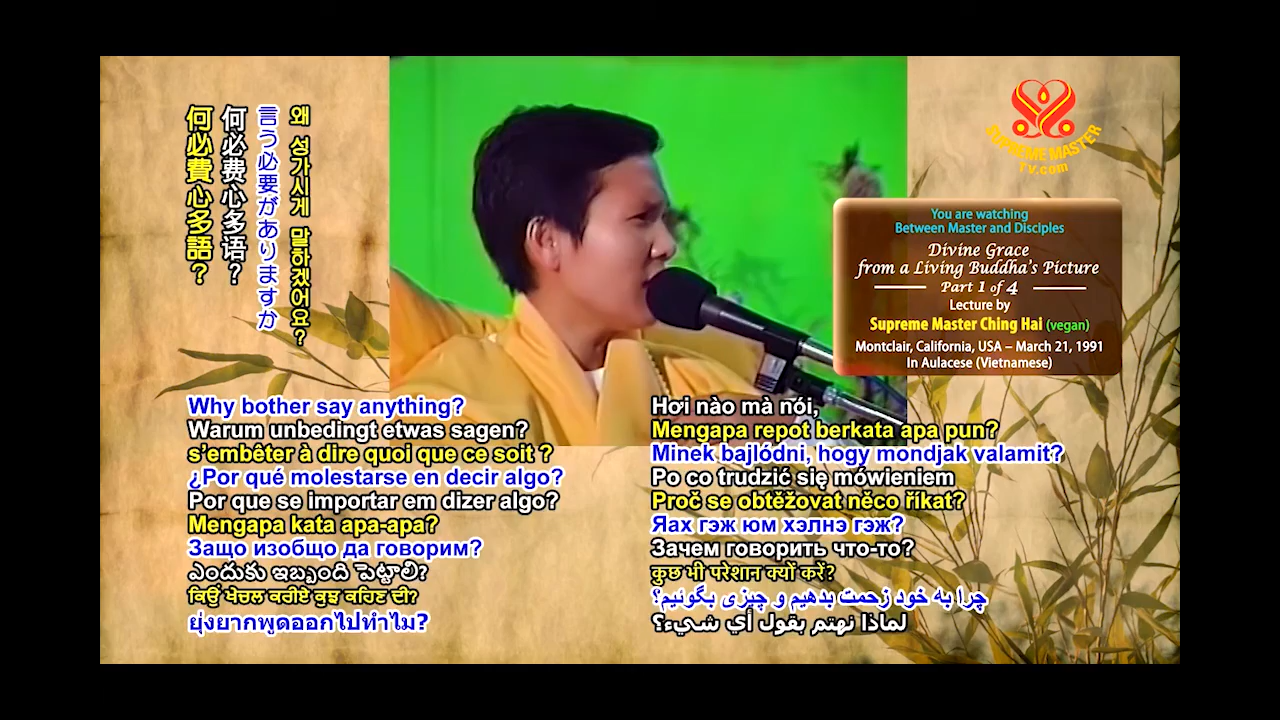 何必費心多語？
何必费心多语？
言う必要がありますか
왜 성가시게 말하겠어요?
SUPREME MASTER
TV.com
You are watching
Between Master and Disciples
Divine Grace
from a Living Buddha's Picture
Part 1 of 4
Lecture by
Supreme Master Ching Hai (vegan)
Montclair, California, USA – March 21, 1991
In Aulacese (Vietnamese)
Why bother say anything?
Warum unbedingt etwas sagen?
s'embêter à dire quoi que ce soit ?
¿Por qué molestarse en decir algo?
Por que se importar em dizer algo?
Mengapa kata apa-apa?
Защо изобщо да говорим?
ఎందుకు ఇబ్బంది పెట్టాలి?
ਕਿਉਂ ਖੇਚਲ ਕਰੀਏ ਕੁਝ ਕਹਿਣ ਦੀ?
ยุ่งยากพูดออกไปทำไม?
Hơi nào mà nói,
Mengapa repot berkata apa pun?
Minek bajlódni, hogy mondjak valamit?
Po co trudzić się mówieniem
Proč se obtěžovat něco říkat?
Яах гэж юм хэлнэ гэж?
Зачем говорить что-то?
कुछ भी परेशान क्यों करें?
چرا به خود زحمت بدهیم و چیزی بگوئیم؟
لماذا نهتم بقول أي شيء؟